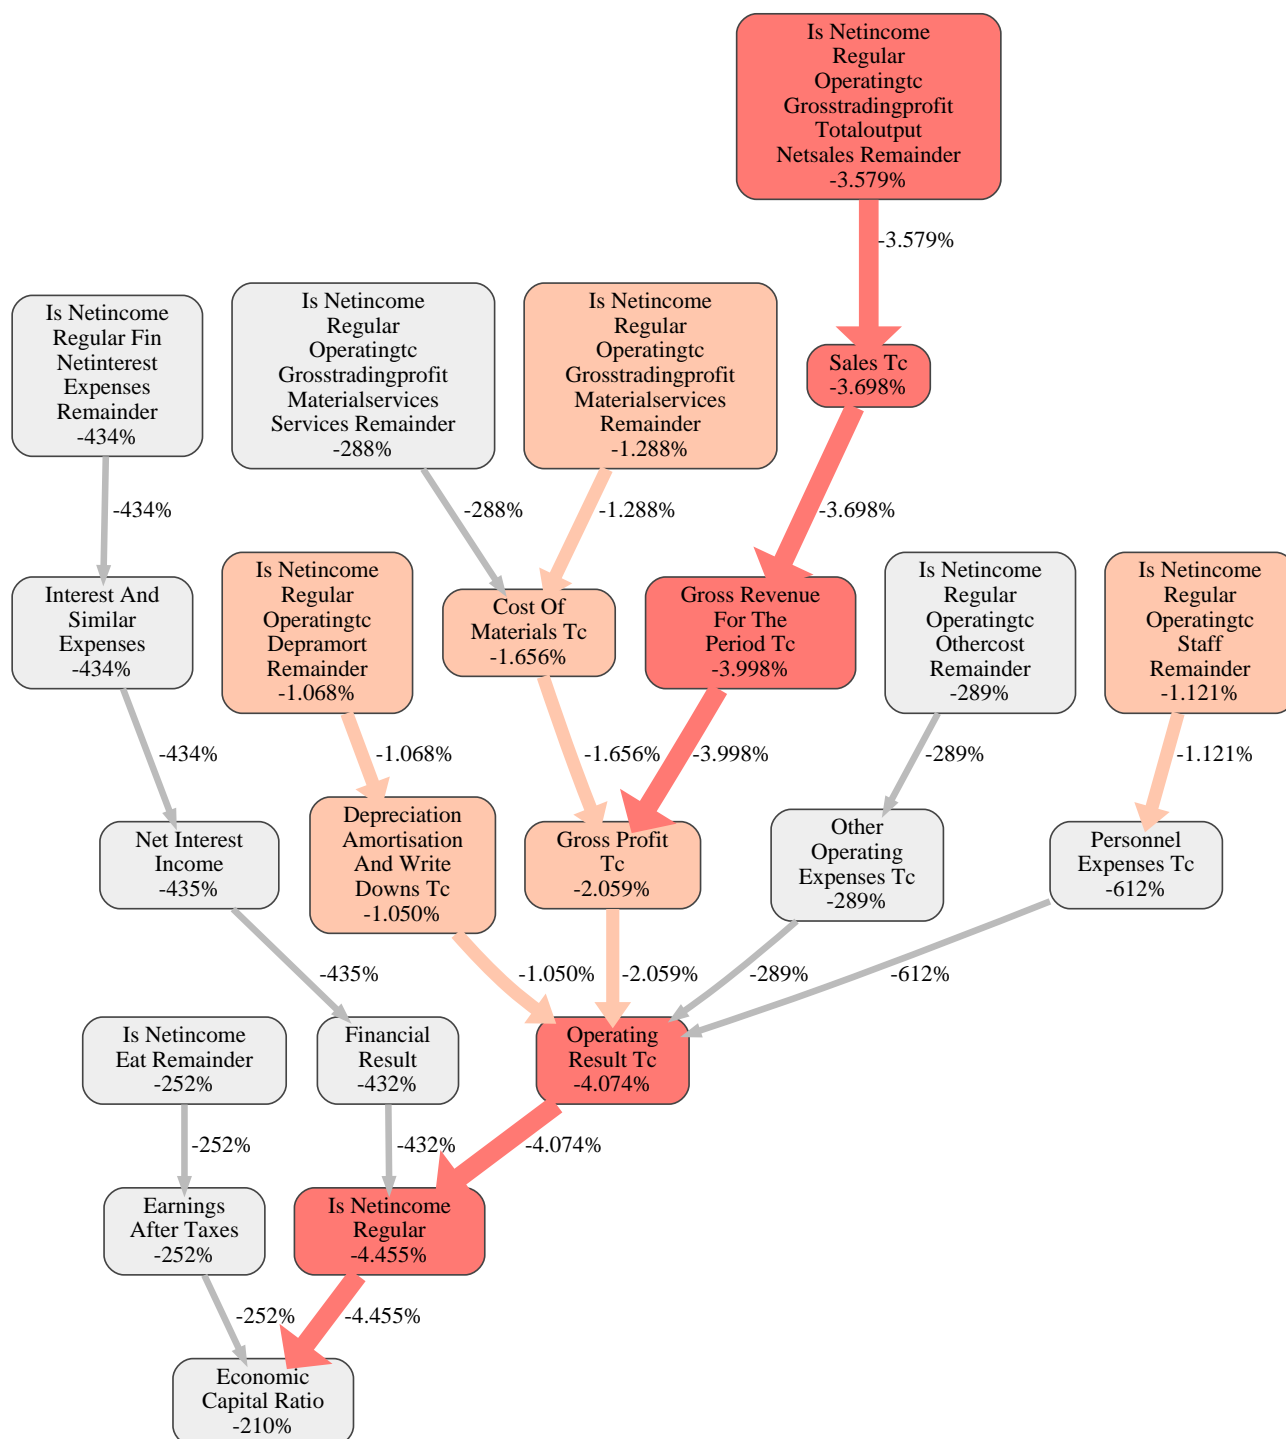 Is Netincome
Regular
Operatingtc
Grosstradingprofit
Totaloutput
Netsales Remainder
-3.579%
-3.579%
Is Netincome
Regular Fin
Netinterest
Expenses
Remainder
-434%
Is Netincome
Regular
Operatingtc
Grosstradingprofit
Materialservices
Services Remainder
-288%
Is Netincome
Regular
Operatingtc
Grosstradingprofit
Materialservices
Remainder
-1.288%
Sales Tc
-3.698%
-434%
-288%
-1.288%
-3.698%
Interest And
Similar
Expenses
-434%
Is Netincome
Regular
Operatingtc
Depramort
Remainder
-1.068%
Cost Of
Materials Tc
-1.656%
Gross Revenue
For The
Period Tc
-3.998%
Is Netincome
Regular
Operatingtc
Othercost
Remainder
-289%
Is Netincome
Regular
Operatingtc
Staff
Remainder
-1.121%
-434%
-1.068%
-1.656%
-3.998%
-289%
-1.121%
Net Interest
Income
-435%
Depreciation
Amortisation
And Write
Downs Tc
-1.050%
Gross Profit
Tc
-2.059%
Other
Operating
Expenses Tc
-289%
Personnel
Expenses Tc
-612%
-435%
-1.050%
-2.059%
-289%
-612%
Is Netincome
Eat Remainder
-252%
Financial
Result
-432%
Operating
Result Tc
-4.074%
-252%
-432%
-4.074%
Earnings
After Taxes
-252%
Is Netincome
Regular
-4.455%
-252%
-4.455%
Economic
Capital Ratio
-210%